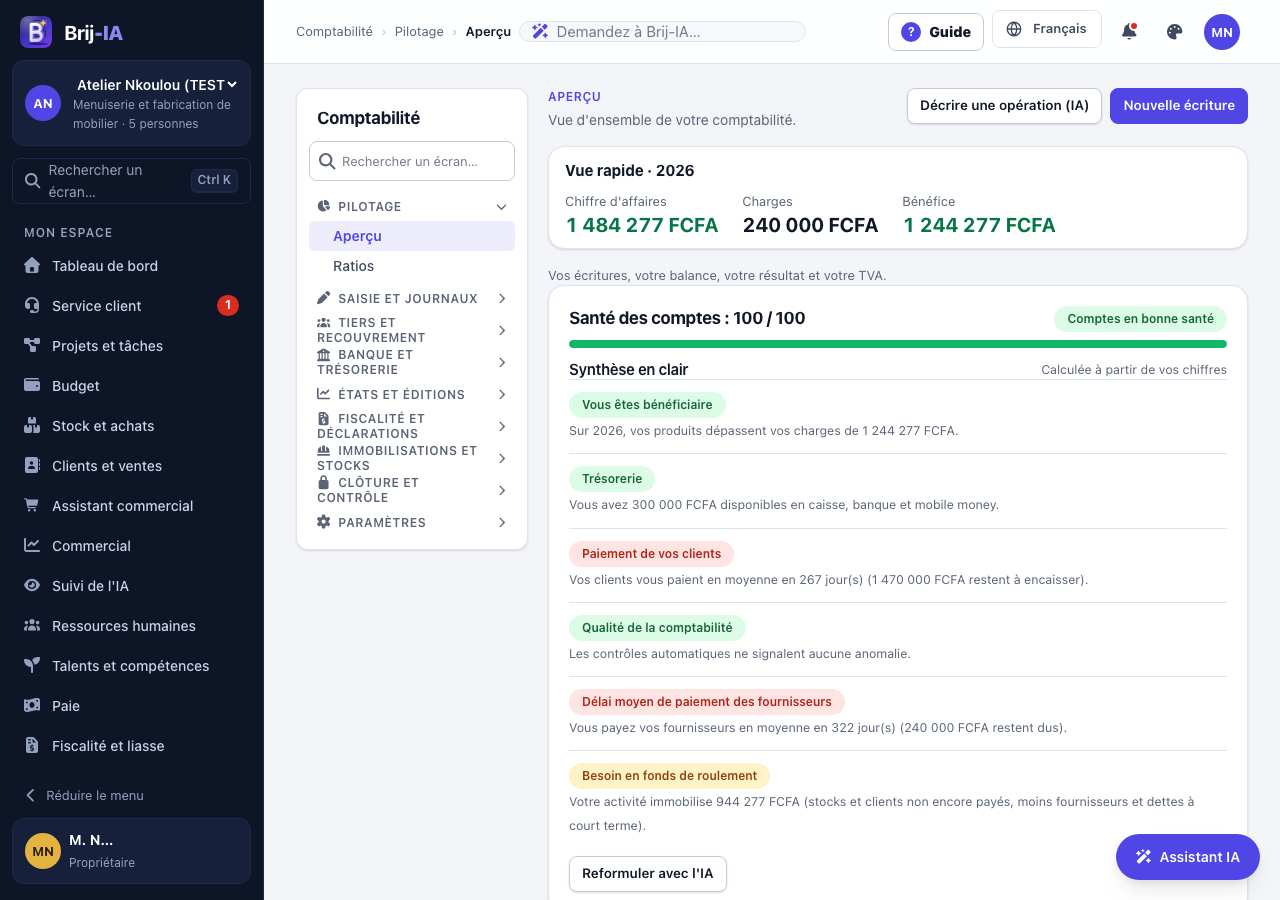 Brij-IA
AN
Atelier Nkoulou (TEST
Menuiserie et fabrication de
mobilier · 5 personnes
Rechercher un
écran...
Ctrl K
MON ESPACE
Tableau de bord
Service client
1
Projets et tâches
Budget
Stock et achats
Clients et ventes
Assistant commercial
Commercial
Suivi de l'IA
Ressources humaines
Talents et compétences
Paie
Fiscalité et liasse
Réduire le menu
MN
M. N...
Propriétaire
Comptabilité › Pilotage › Aperçu
Demandez à Brij-IA...
? Guide
Français
MN
Comptabilité
Rechercher un écran...
PILOTAGE
Aperçu
Ratios
SAISIE ET JOURNAUX
TIERS ET
RECOUVREMENT
BANQUE ET
TRÉSORERIE
ÉTATS ET ÉDITIONS
FISCALITÉ ET
DÉCLARATIONS
IMMOBILISATIONS ET
STOCKS
CLÔTURE ET
CONTRÔLE
PARAMÈTRES
APERÇU
Vue d'ensemble de votre comptabilité.
Décrire une opération (IA)
Nouvelle écriture
Vue rapide · 2026
Chiffre d'affaires
1 484 277 FCFA
Charges
240 000 FCFA
Bénéfice
1 244 277 FCFA
Vos écritures, votre balance, votre résultat et votre TVA.
Santé des comptes : 100 / 100
Comptes en bonne santé
Synthèse en clair
Calculée à partir de vos chiffres
Vous êtes bénéficiaire
Sur 2026, vos produits dépassent vos charges de 1 244 277 FCFA.
Trésorerie
Vous avez 300 000 FCFA disponibles en caisse, banque et mobile money.
Paiement de vos clients
Vos clients vous paient en moyenne en 267 jour(s) (1 470 000 FCFA restent à encaisser).
Qualité de la comptabilité
Les contrôles automatiques ne signalent aucune anomalie.
Délai moyen de paiement des fournisseurs
Vous payez vos fournisseurs en moyenne en 322 jour(s) (240 000 FCFA restent dus).
Besoin en fonds de roulement
Votre activité immobilise 944 277 FCFA (stocks et clients non encore payés, moins fournisseurs et dettes à
court terme).
Reformuler avec l'IA
Assistant IA